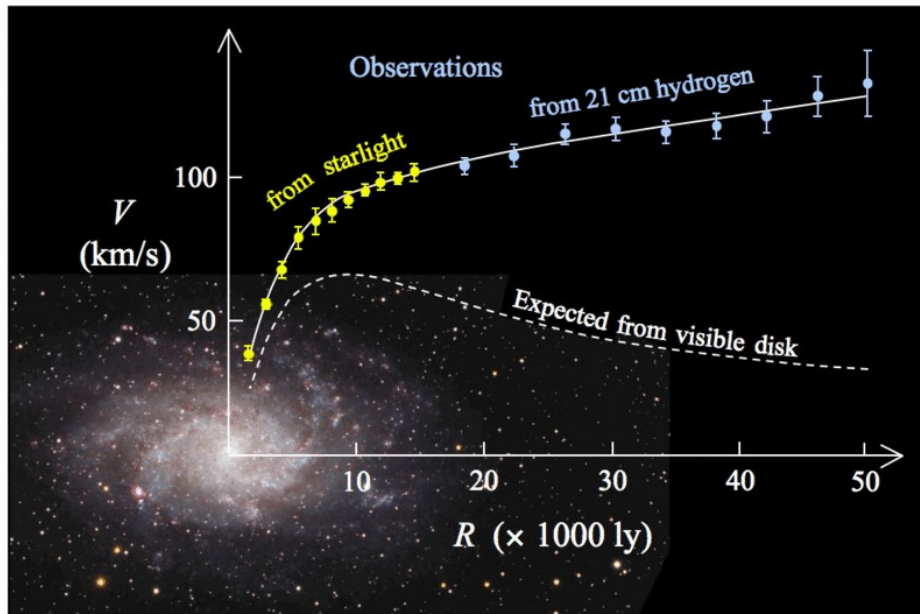 Observations
from starlight
from 21 cm hydrogen
100
V
(km/s)
50
Expected from visible disk
10 20 30 40 50
R (× 1000 ly)